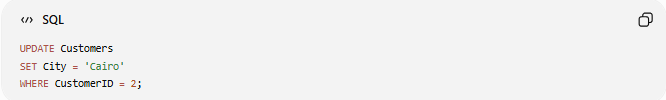 </> SQL
UPDATE Customers
SET City = 'Cairo'
WHERE CustomerID = 2;